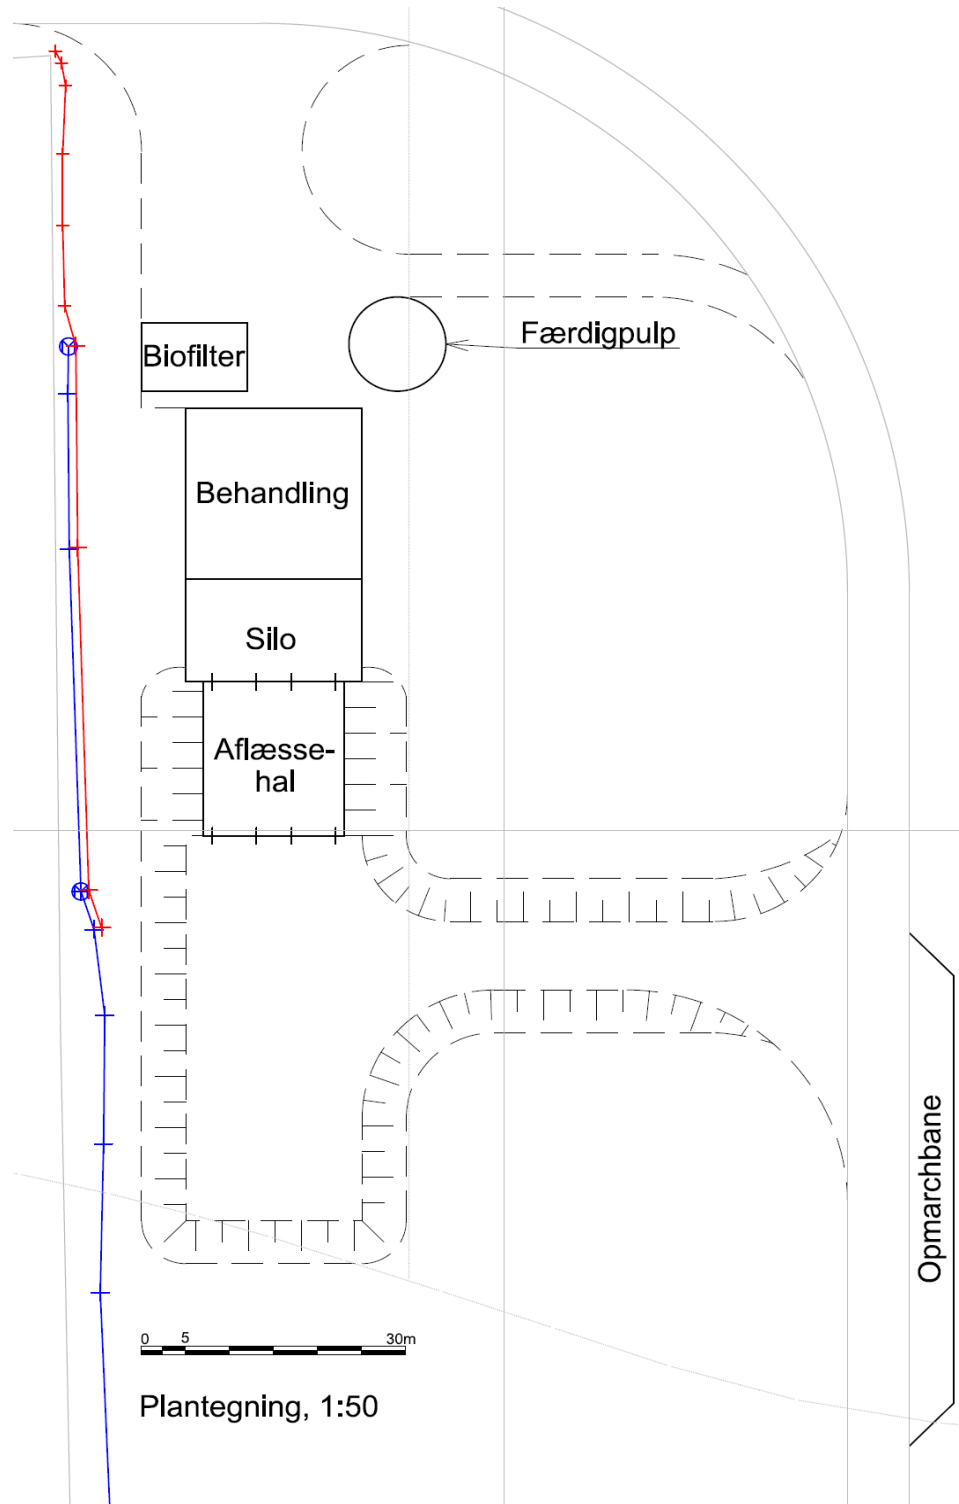 Færdigpulp
Biofilter
Behandling
Silo
Aflæsse-
hal
Opmarchbane
0 5 30m
Plantegning, 1:50